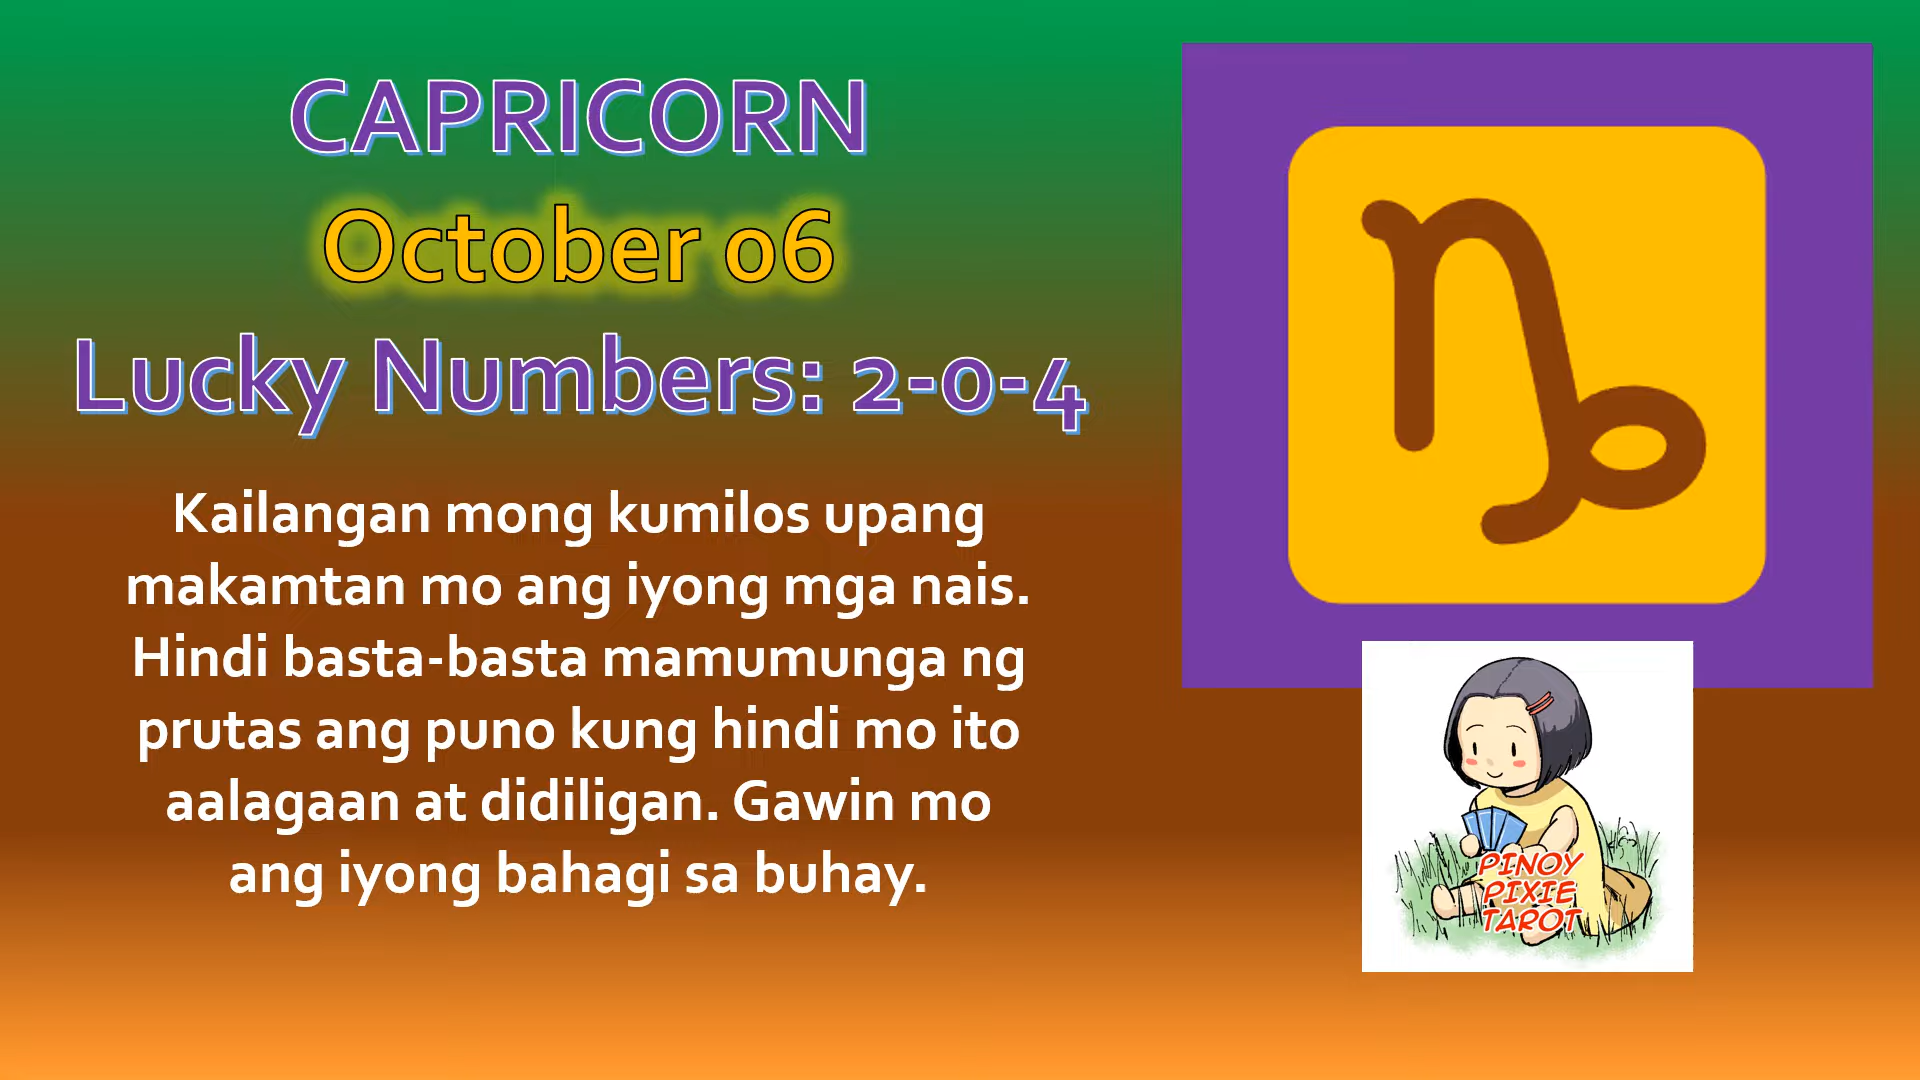 CAPRICORN
October 06
Lucky Numbers: 2-0-4
Kailangan mong kumilos upang
makamtan mo ang iyong mga nais.
Hindi basta-basta mamumunga ng
prutas ang puno kung hindi mo ito
aalagaan at didiligan. Gawin mo
ang iyong bahagi sa buhay.
PINOY
PIXIE
TAROT